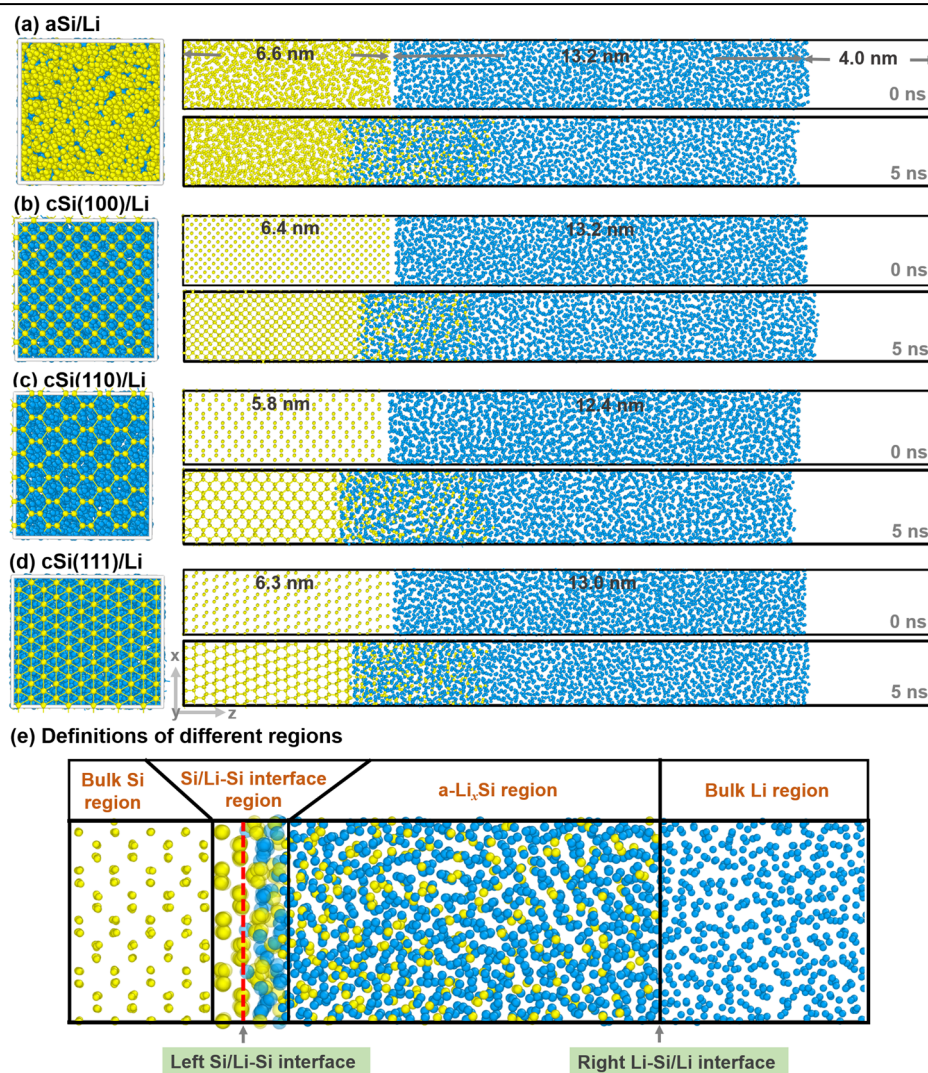 (a) aSi/Li
6.6 nm 13.2 nm 4.0 nm
0 ns
5 ns
(b) cSi(100)/Li
6.4 nm 13.2 nm
0 ns
5 ns
(c) cSi(110)/Li
5.8 nm 12.4 nm
0 ns
5 ns
(d) cSi(111)/Li
6.3 nm 13.0 nm
0 ns
5 ns
x
y z
(e) Definitions of different regions
Bulk Si region
Si/Li-Si interface region
a-LiₓSi region
Bulk Li region
Left Si/Li-Si interface
Right Li-Si/Li interface